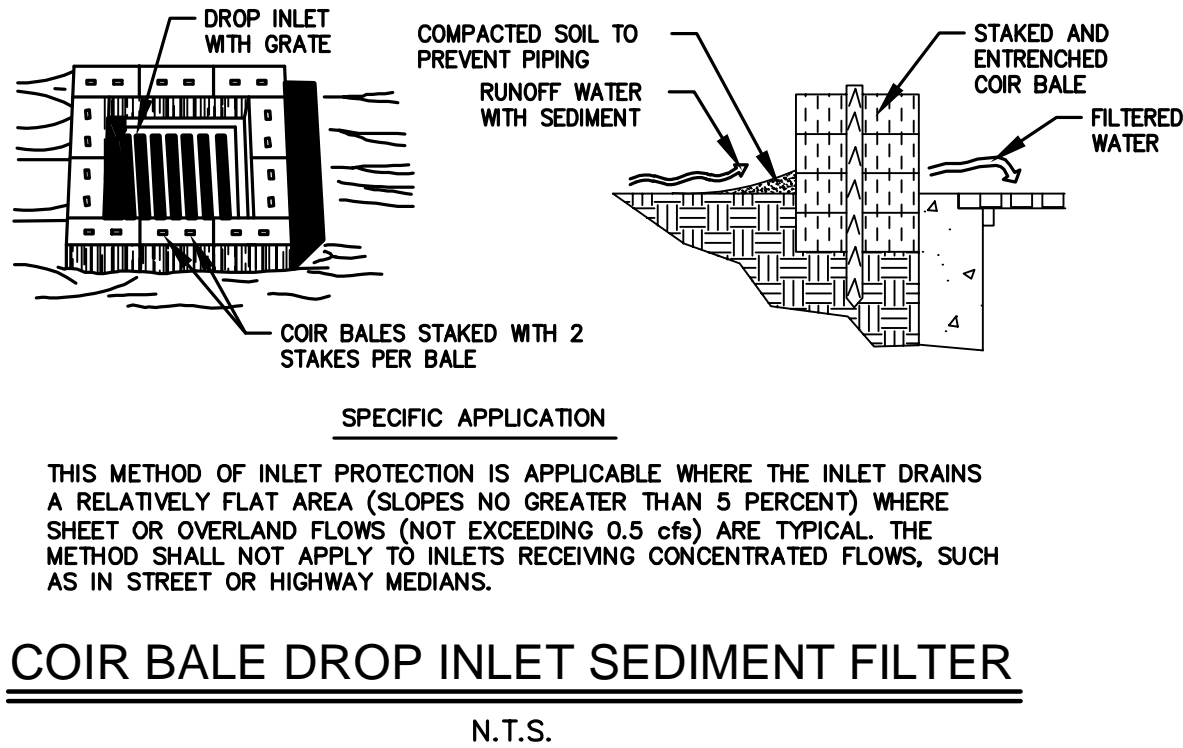 DROP INLET
WITH GRATE
COMPACTED SOIL TO
PREVENT PIPING
RUNOFF WATER
WITH SEDIMENT
STAKED AND
ENTRENCHED
COIR BALE
FILTERED
WATER
COIR BALES STAKED WITH 2
STAKES PER BALE
SPECIFIC APPLICATION
THIS METHOD OF INLET PROTECTION IS APPLICABLE WHERE THE INLET DRAINS
A RELATIVELY FLAT AREA (SLOPES NO GREATER THAN 5 PERCENT) WHERE
SHEET OR OVERLAND FLOWS (NOT EXCEEDING 0.5 cfs) ARE TYPICAL. THE
METHOD SHALL NOT APPLY TO INLETS RECEIVING CONCENTRATED FLOWS, SUCH
AS IN STREET OR HIGHWAY MEDIANS.
COIR BALE DROP INLET SEDIMENT FILTER
N.T.S.